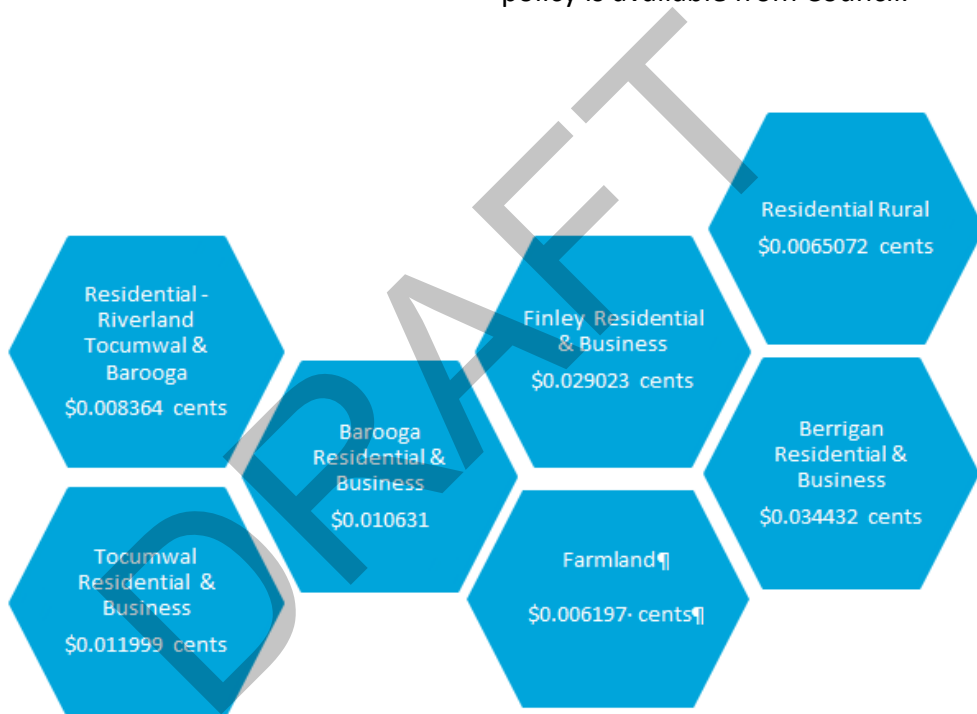 policy is available from Council.
Residential Rural
$0.0065072 cents
Residential -
Riverland
Tocumwal &
Barooga
$0.008364 cents
Finley Residential
& Business
$0.029023 cents
Barooga
Residential &
Business
$0.010631
Berrigan
Residential &
Business
$0.034432 cents
Tocumwal
Residential &
Business
$0.011999 cents
Farmland¶
$0.006197· cents¶
DRAFT